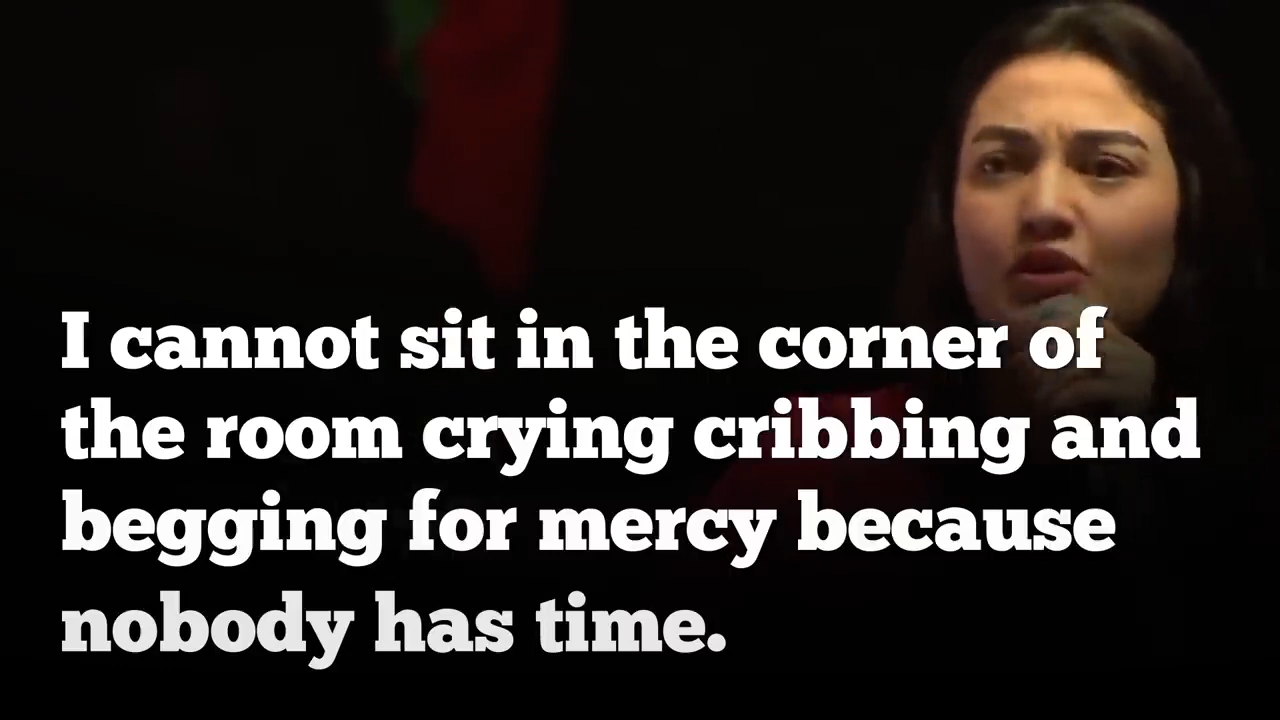 I cannot sit in the corner of
the room crying cribbing and
begging for mercy because
nobody has time.